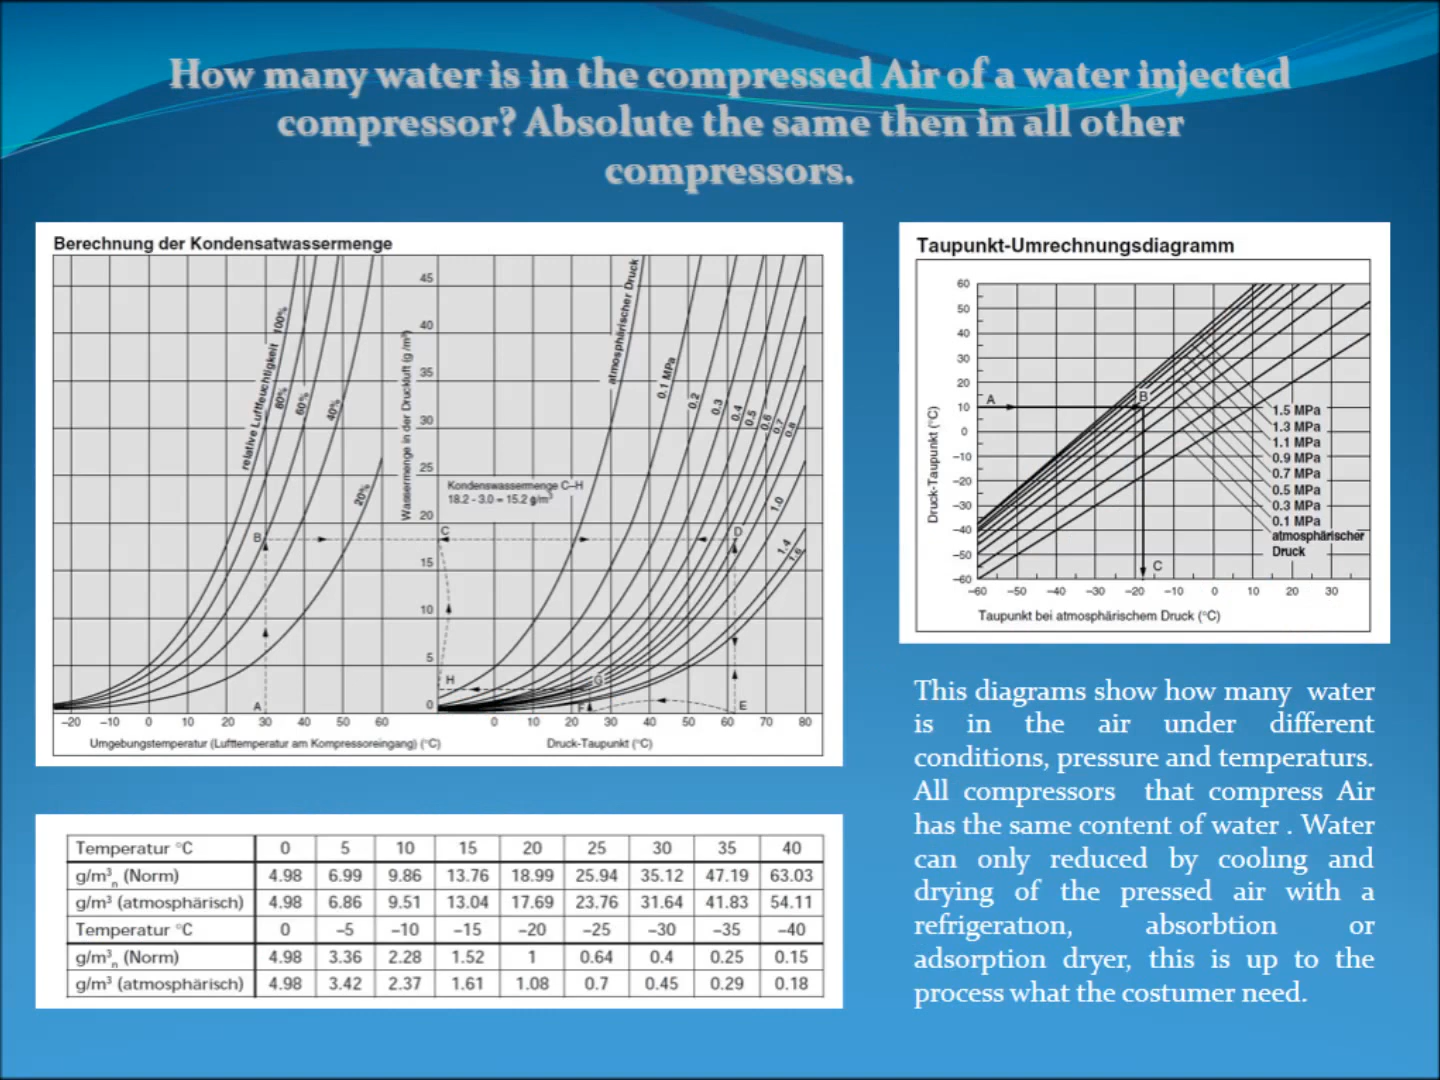 How many water is in the compressed Air of a water injected
compressor? Absolute the same then in all other
compressors.
Berechnung der Kondensatwassermenge
relative Luftfeuchtigkeit 100%
80%
60%
40%
20%
Wassermenge in der Druckluft (g/m³)
45
40
35
30
25
20
15
10
5
0
atmosphärischer Druck
0.1 MPa
0.2
0.3
0.4
0.5
0.6
0.7
0.8
1.0
1.4
1.6
Kondenswassermenge C–H
18.2 - 3.0 = 15.2 g/m³
B
C
D
H
G
A
F
E
–20 –10 0 10 20 30 40 50 60
0 10 20 30 40 50 60 70 80
Umgebungstemperatur (Lufttemperatur am Kompressoreingang) (°C)
Druck-Taupunkt (°C)
Taupunkt-Umrechnungsdiagramm
Druck-Taupunkt (°C)
60
50
40
30
20
10
0
–10
–20
–30
–40
–50
–60
A
B
C
1.5 MPa
1.3 MPa
1.1 MPa
0.9 MPa
0.7 MPa
0.5 MPa
0.3 MPa
0.1 MPa
atmosphärischer
Druck
–60 –50 –40 –30 –20 –10 0 10 20 30
Taupunkt bei atmosphärischem Druck (°C)
This diagrams show how many water
is in the air under different
conditions, pressure and temperaturs.
All compressors that compress Air
has the same content of water . Water
can only reduced by cooling and
drying of the pressed air with a
refrigeration, absorbtion or
adsorption dryer, this is up to the
process what the costumer need.
Temperatur °C 0 5 10 15 20 25 30 35 40
g/m³n (Norm) 4.98 6.99 9.86 13.76 18.99 25.94 35.12 47.19 63.03
g/m³ (atmosphärisch) 4.98 6.86 9.51 13.04 17.69 23.76 31.64 41.83 54.11
Temperatur °C 0 –5 –10 –15 –20 –25 –30 –35 –40
g/m³n (Norm) 4.98 3.36 2.28 1.52 1 0.64 0.4 0.25 0.15
g/m³ (atmosphärisch) 4.98 3.42 2.37 1.61 1.08 0.7 0.45 0.29 0.18